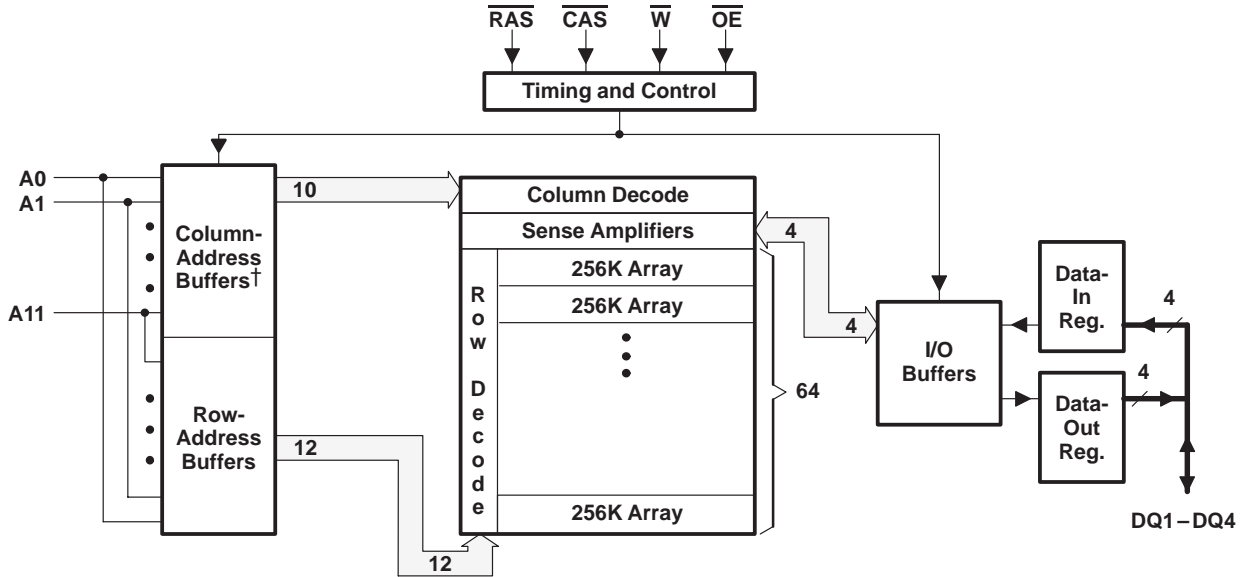 RAS CAS W OE
Timing and Control
A0
A1
A11
Column-
Address
Buffers†
Row-
Address
Buffers
10
12
12
Column Decode
Sense Amplifiers
Row Decode
256K Array
256K Array
256K Array
64
4
4
I/O
Buffers
Data-
In
Reg.
4
Data-
Out
Reg.
4
DQ1–DQ4